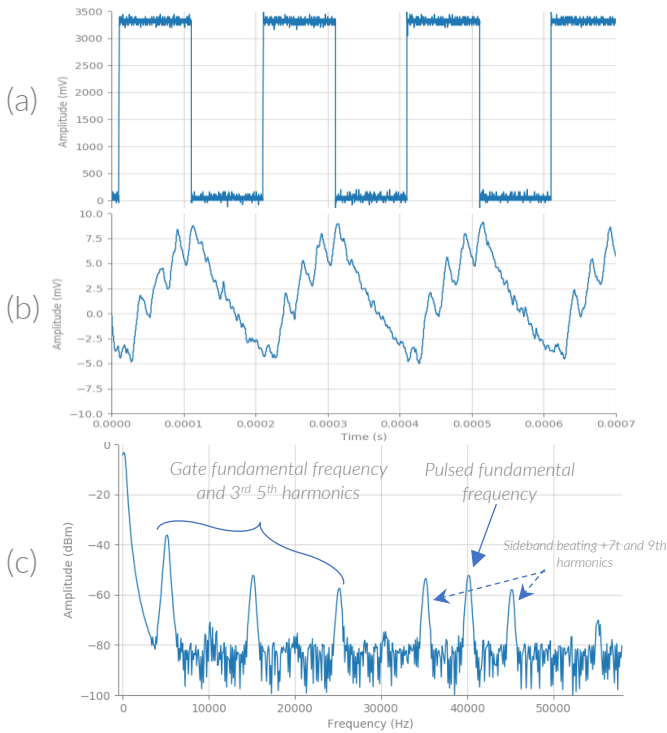 (a)
Amplitude (mV)
3500
3000
2500
2000
1500
1000
500
0
(b)
Amplitude (mV)
10.0
7.5
5.0
2.5
0.0
−2.5
−5.0
−7.5
−10.0
0.0000 0.0001 0.0002 0.0003 0.0004 0.0005 0.0006 0.0007
Time (s)
(c)
Amplitude (dBm)
0
−20
−40
−60
−80
−100
Gate fundamental frequency
and 3rd 5th harmonics
Pulsed fundamental
frequency
Sideband beating +7t and 9th
harmonics
0 10000 20000 30000 40000 50000
Frequency (Hz)